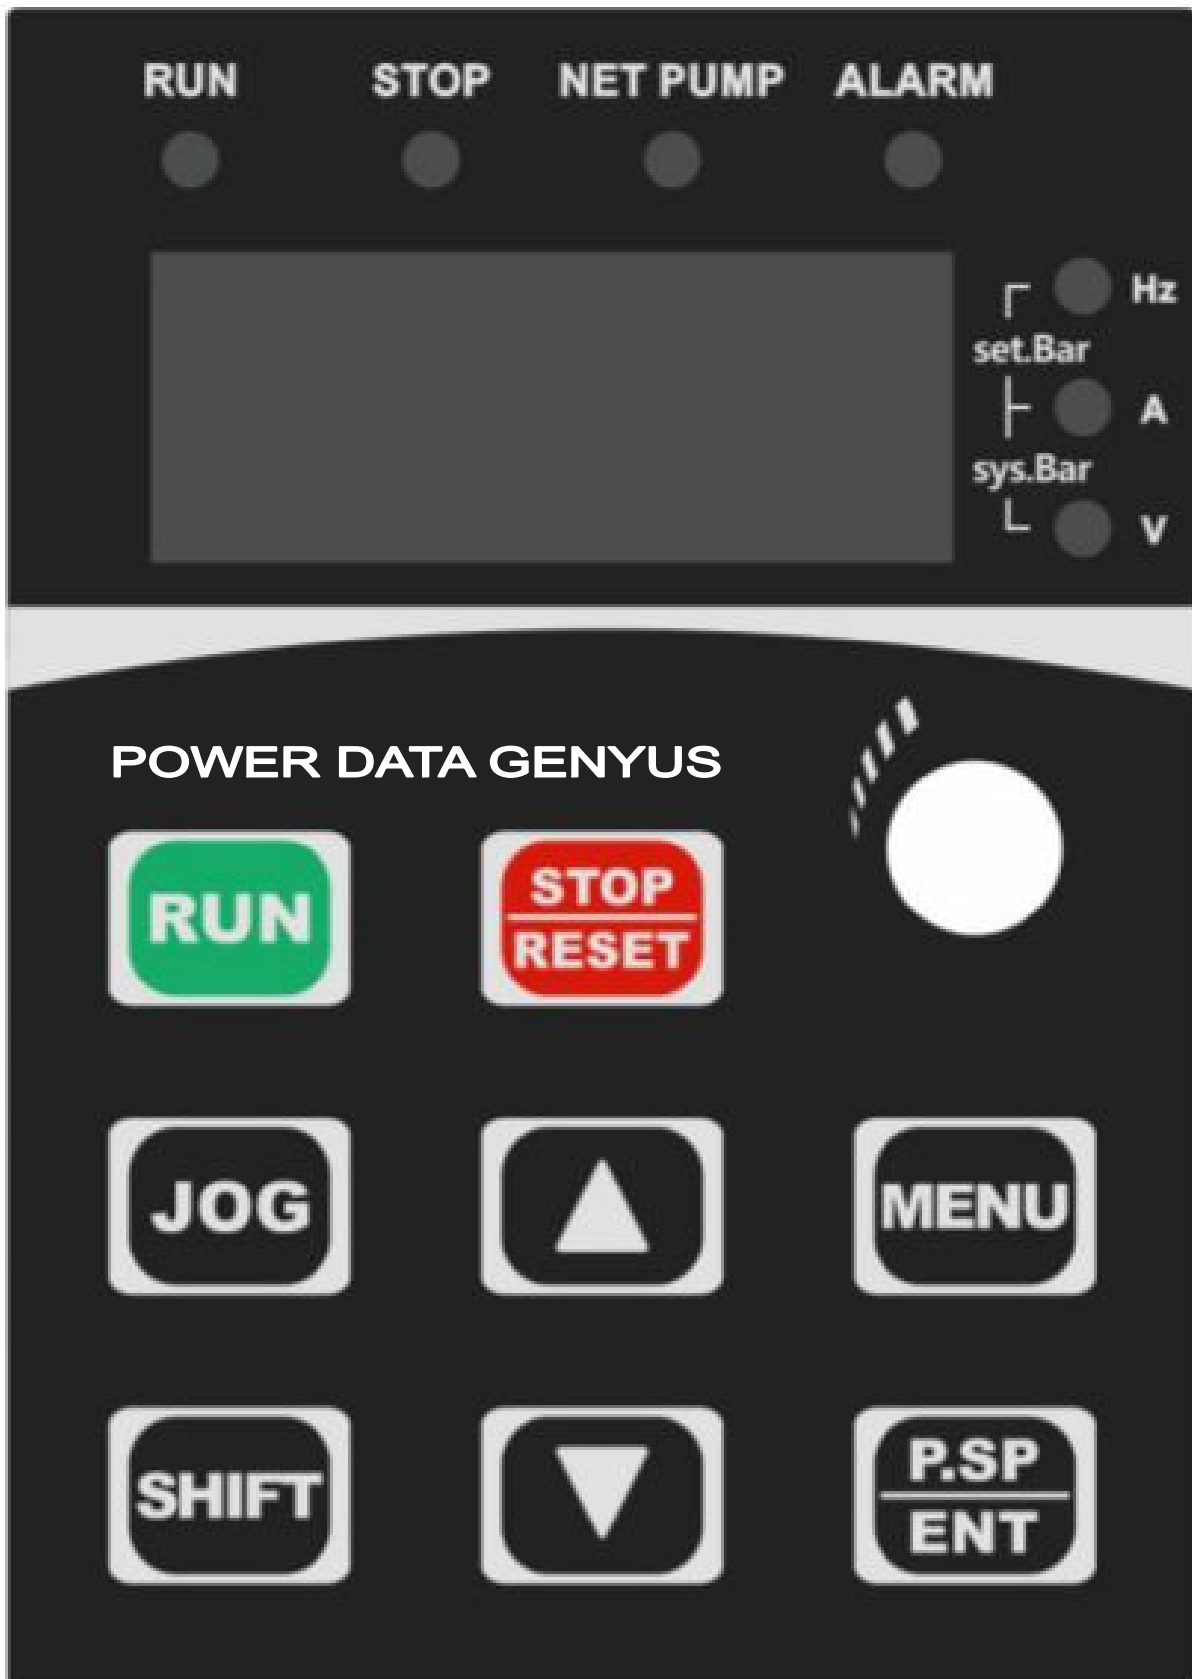 RUN STOP NET PUMP ALARM
Hz
set.Bar
A
sys.Bar
V
POWER DATA GENYUS
RUN
STOP
RESET
JOG
MENU
SHIFT
P.SP
ENT